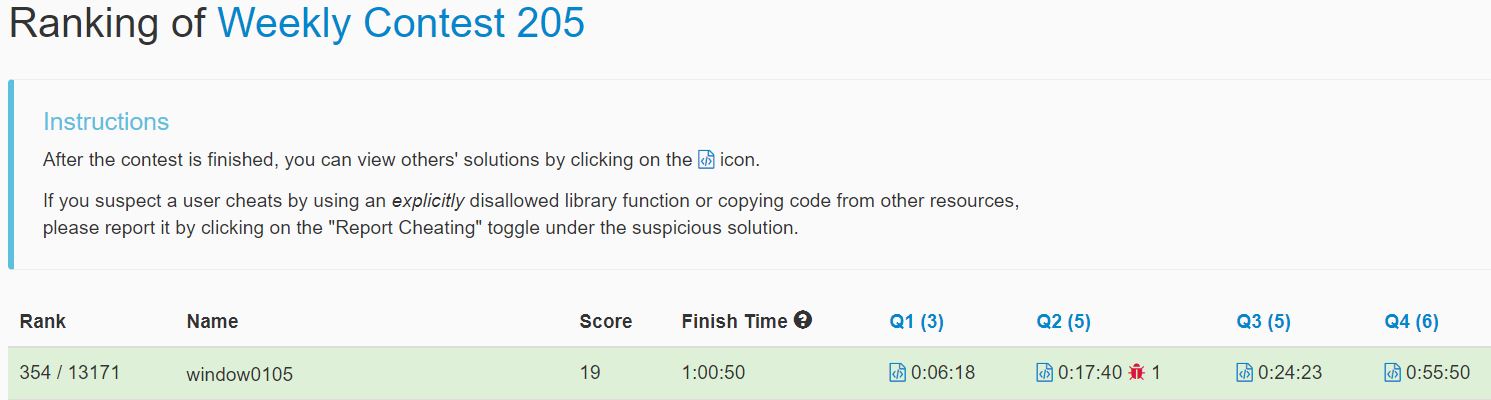 Ranking of Weekly Contest 205
Instructions
After the contest is finished, you can view others' solutions by clicking on the icon.
If you suspect a user cheats by using an explicitly disallowed library function or copying code from other resources,
please report it by clicking on the "Report Cheating" toggle under the suspicious solution.
Rank Name Score Finish Time Q1 (3) Q2 (5) Q3 (5) Q4 (6)
354 / 13171 window0105 19 1:00:50 0:06:18 0:17:40 1 0:24:23 0:55:50